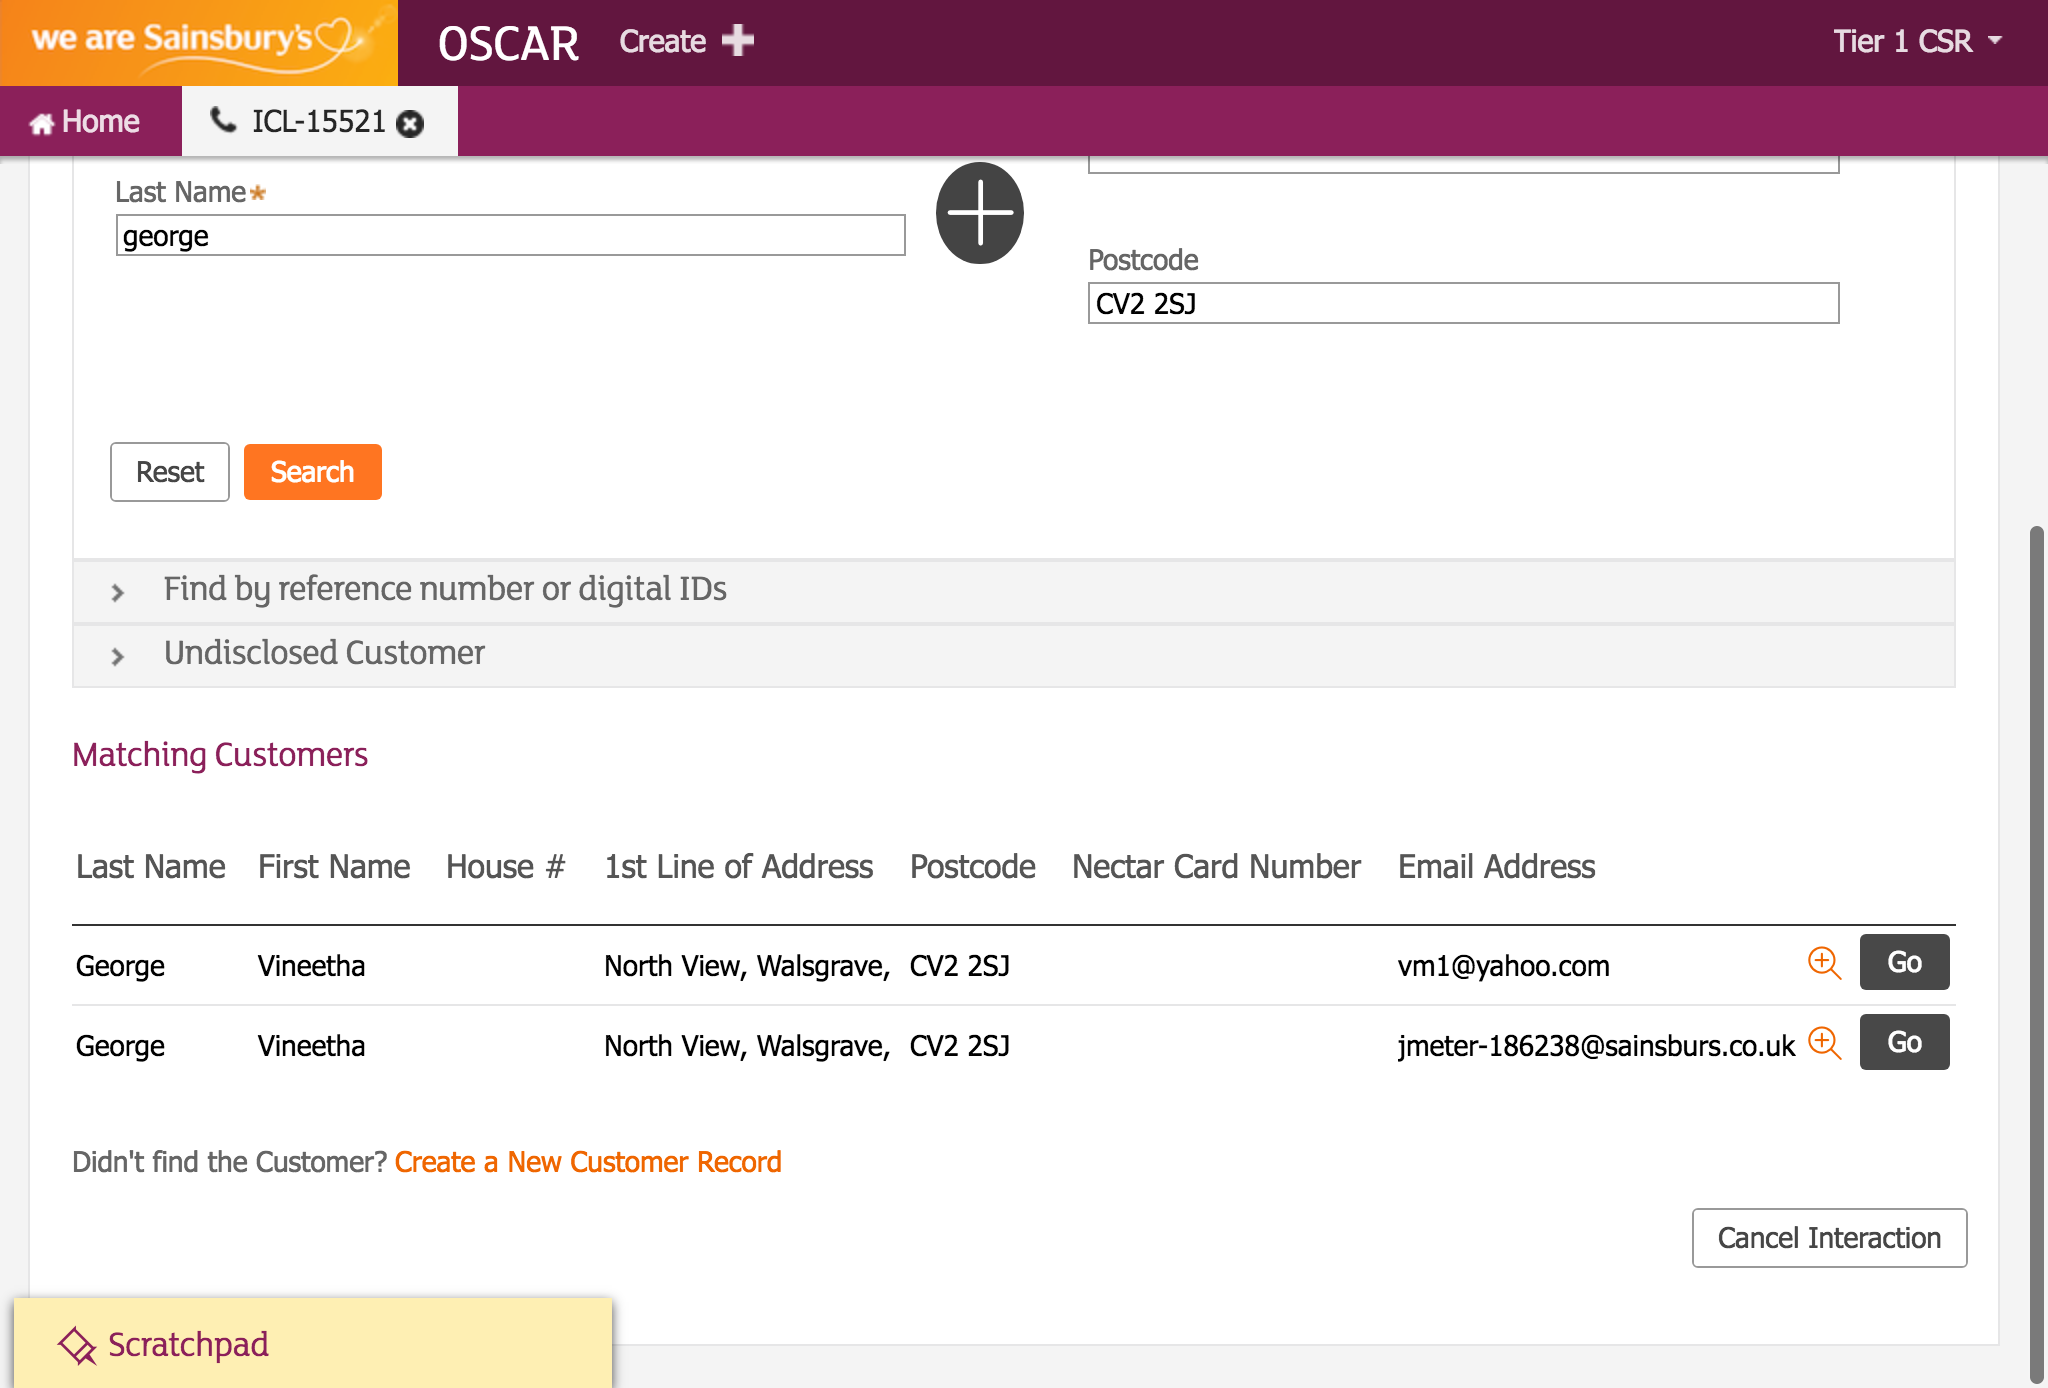 we are Sainsbury's
OSCAR
Create
Tier 1 CSR
Home
ICL-15521
Last Name*
george
Postcode
CV2 2SJ
Reset
Search
Find by reference number or digital IDs
Undisclosed Customer
Matching Customers
Last Name First Name House # 1st Line of Address Postcode Nectar Card Number Email Address
George Vineetha North View, Walsgrave, CV2 2SJ vm1@yahoo.com Go
George Vineetha North View, Walsgrave, CV2 2SJ jmeter-186238@sainsburs.co.uk Go
Didn't find the Customer? Create a New Customer Record
Cancel Interaction
Scratchpad